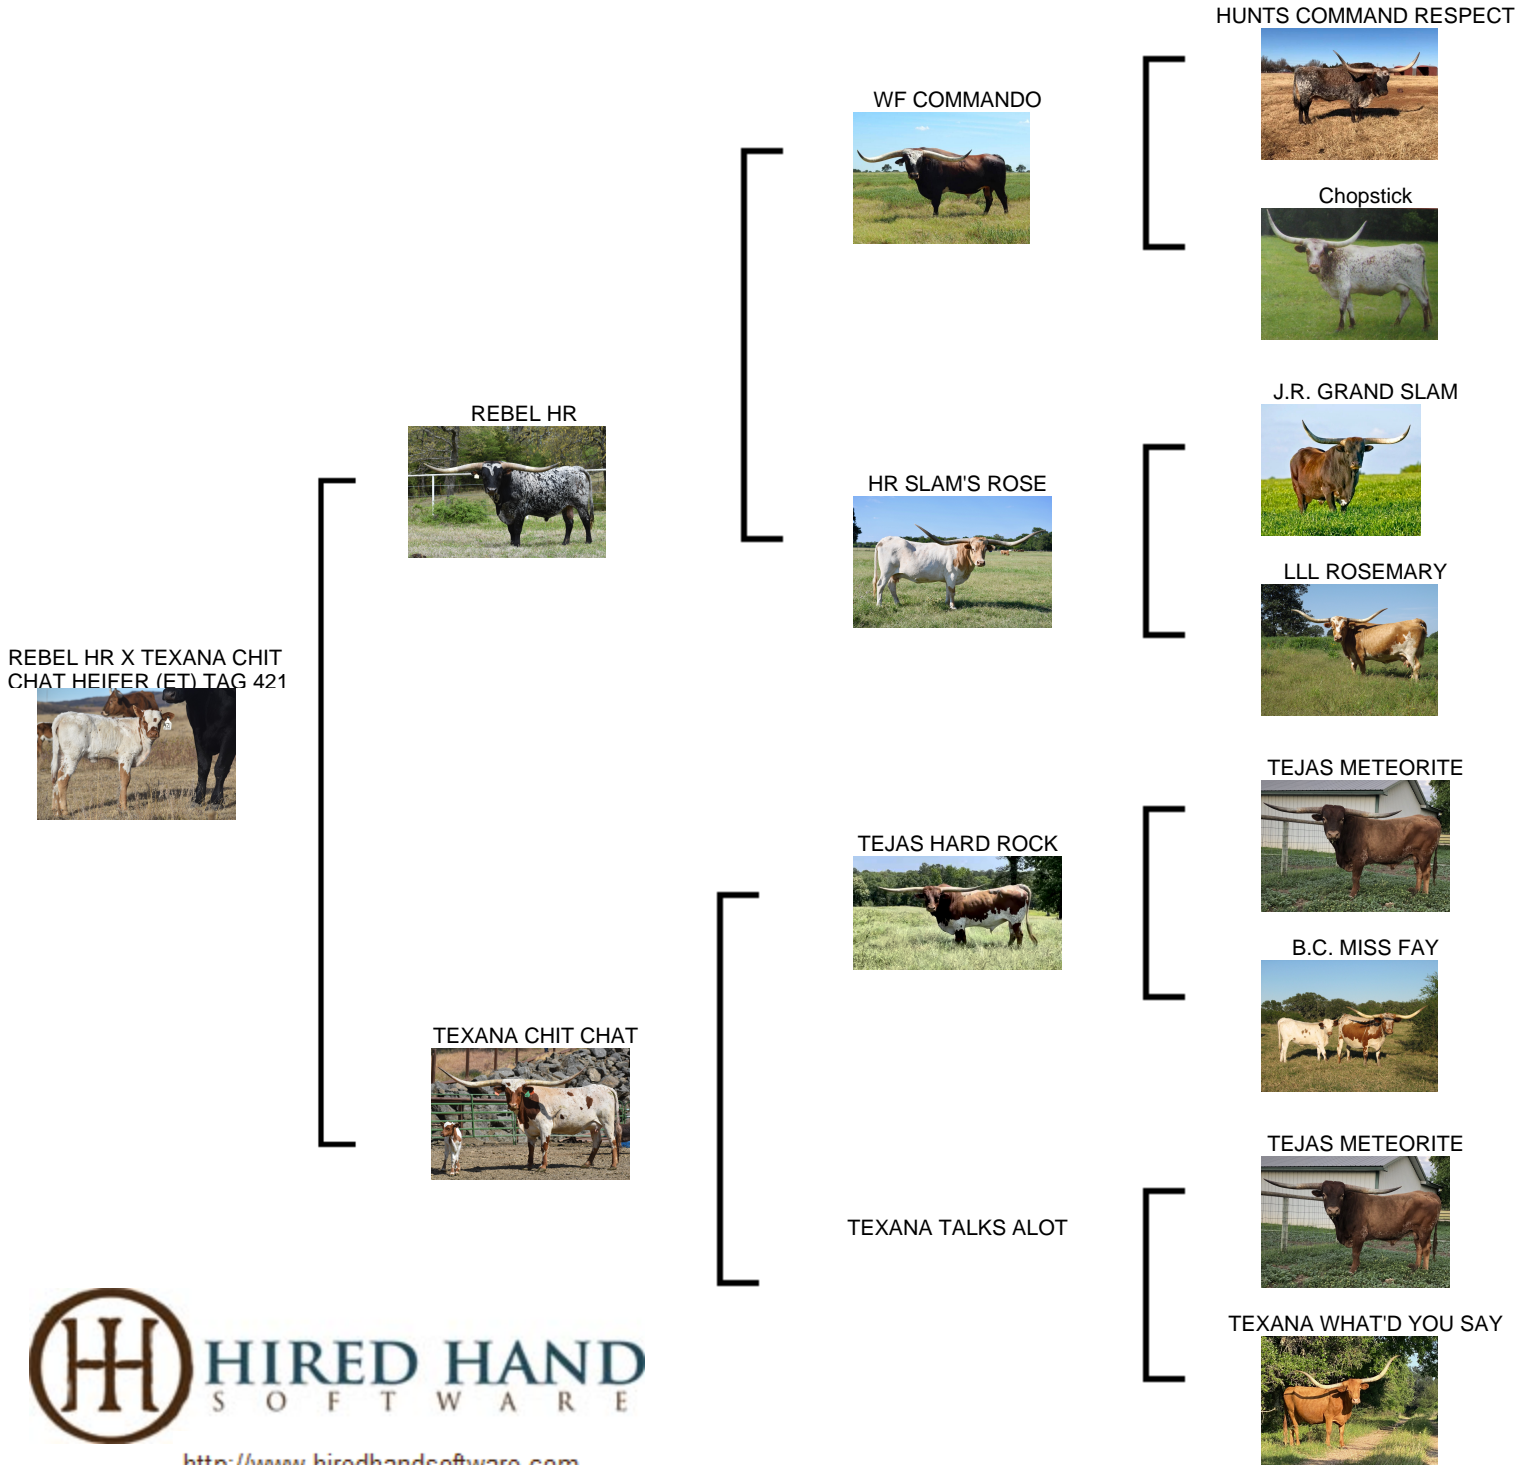 HUNTS COMMAND RESPECT
WF COMMANDO
Chopstick
J.R. GRAND SLAM
REBEL HR
HR SLAM'S ROSE
LLL ROSEMARY
REBEL HR X TEXANA CHIT
CHAT HEIFER (ET) TAG 421
TEJAS METEORITE
TEJAS HARD ROCK
B.C. MISS FAY
TEXANA CHIT CHAT
TEJAS METEORITE
TEXANA TALKS ALOT
TEXANA WHAT'D YOU SAY
HH HIRED HAND
SOFTWARE
http://www.hiredhandsoftware.com